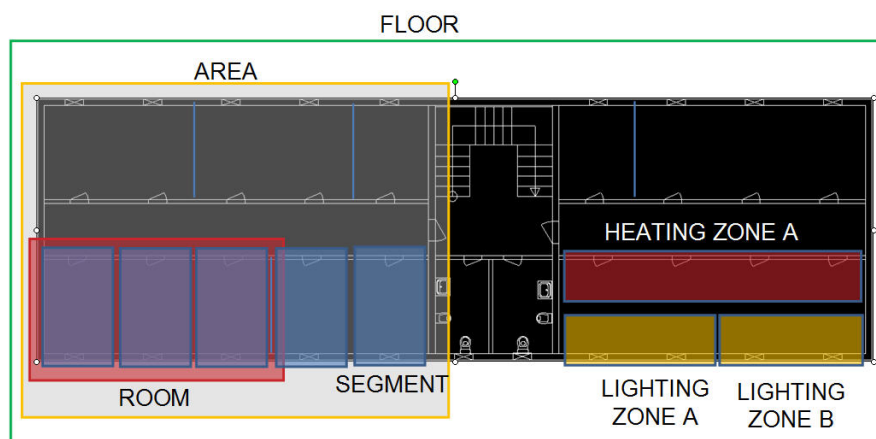 FLOOR
AREA
HEATING ZONE A
ROOM
SEGMENT
LIGHTING
ZONE A
LIGHTING
ZONE B